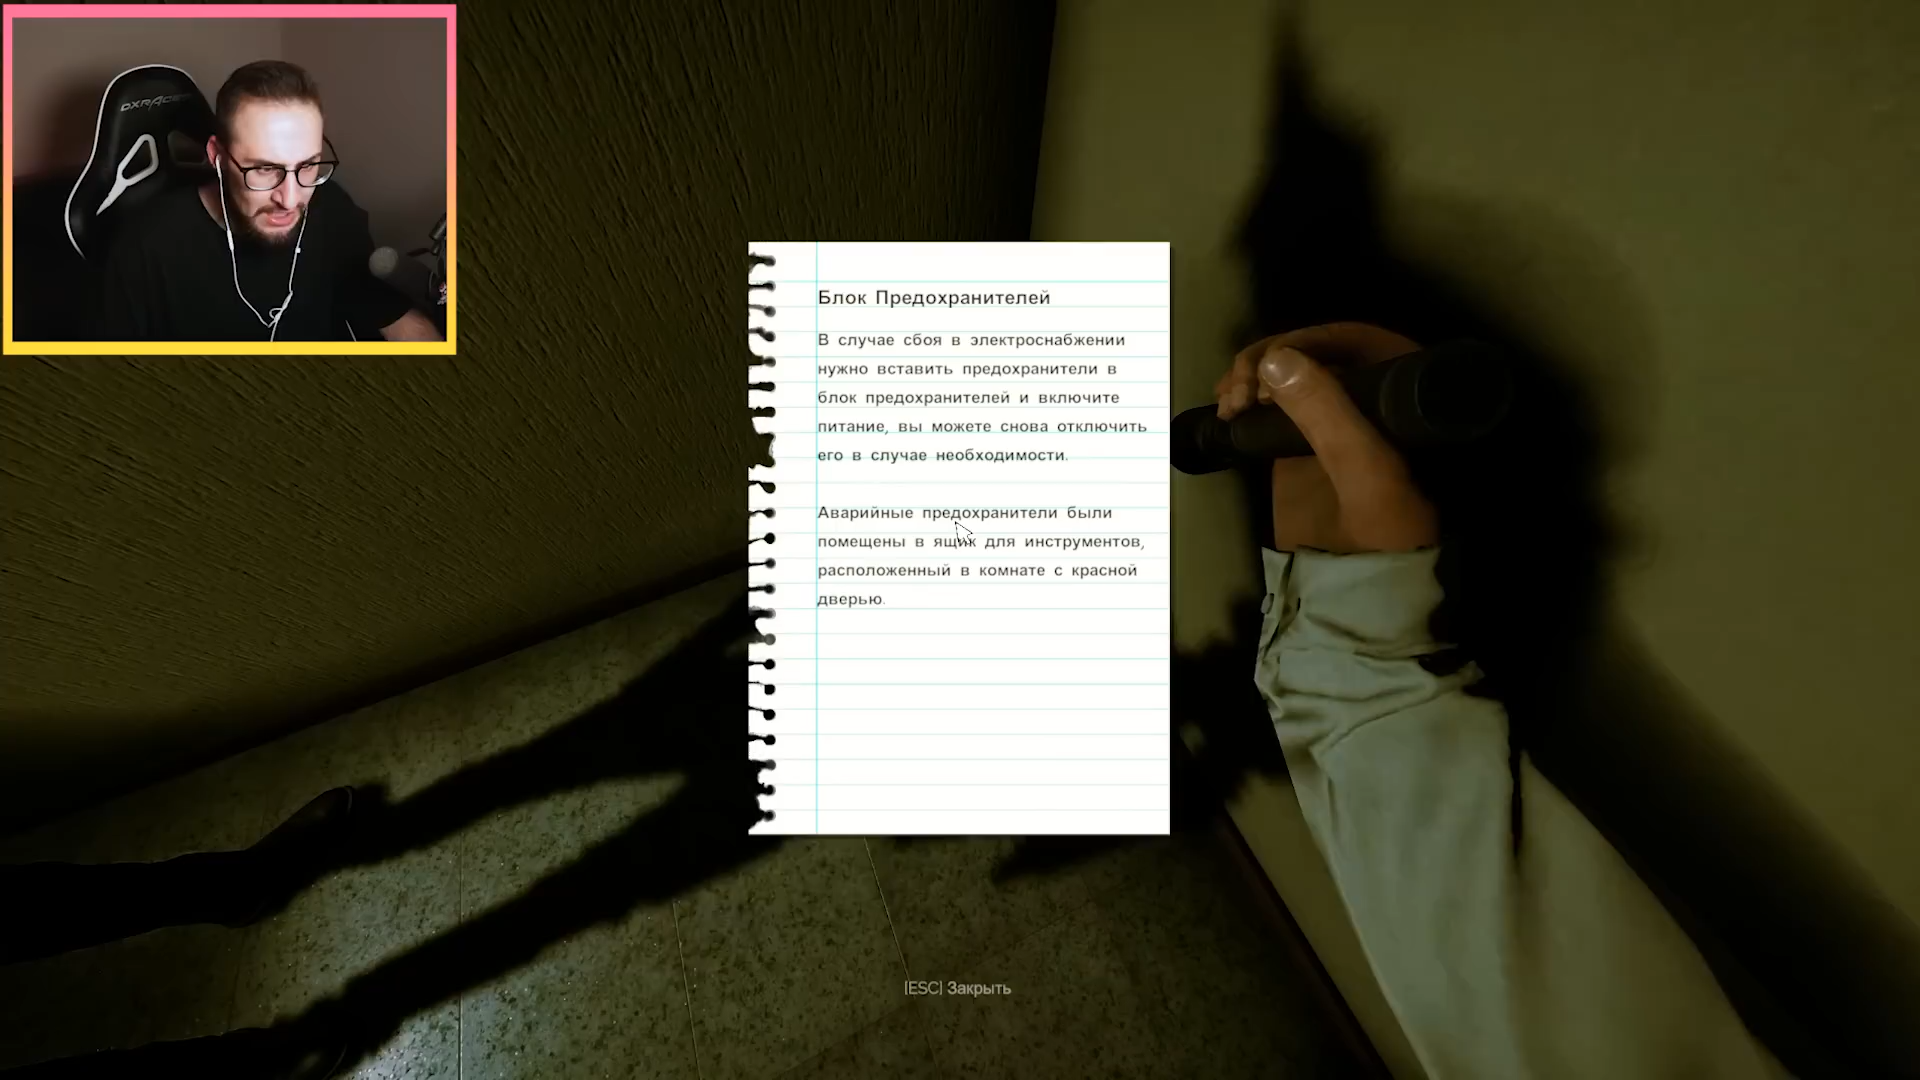 DXRACER
Блок Предохранителей
В случае сбоя в электроснабжении
нужно вставить предохранители в
блок предохранителей и включите
питание, вы можете снова отключить
его в случае необходимости.
Аварийные предохранители были
помещены в ящик для инструментов,
расположенный в комнате с красной
дверью.
[ESC] Закрыть